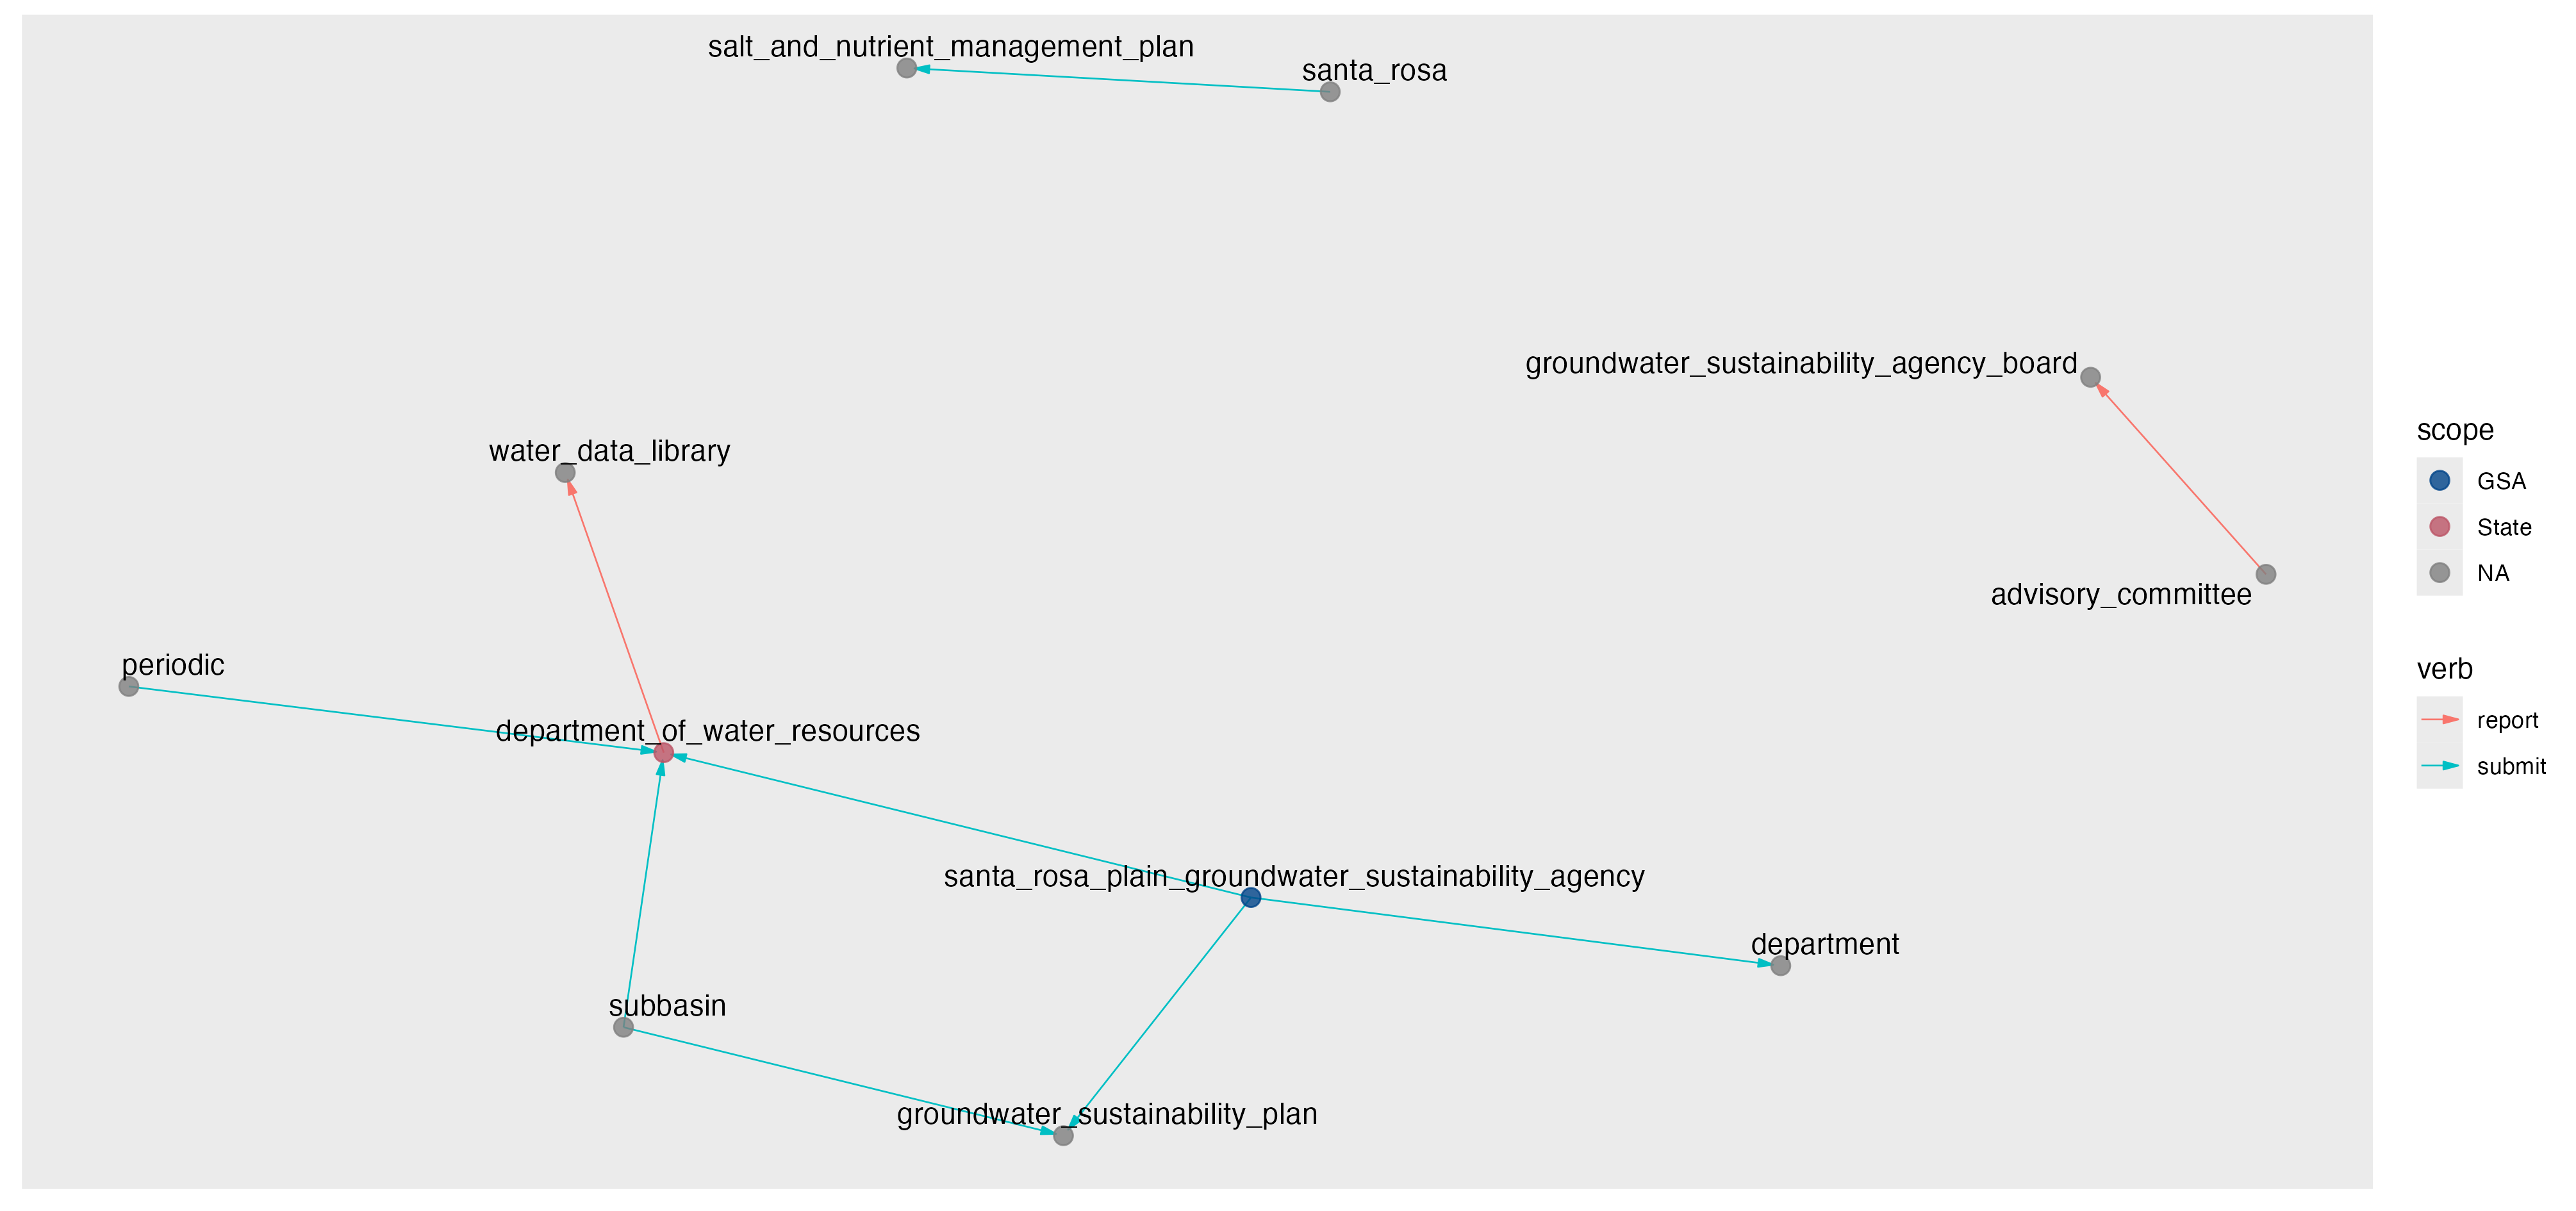 salt_and_nutrient_management_plan
santa_rosa
groundwater_sustainability_agency_board
water_data_library
advisory_committee
periodic
department_of_water_resources
santa_rosa_plain_groundwater_sustainability_agency
department
subbasin
groundwater_sustainability_plan
scope
GSA
State
NA
verb
report
submit